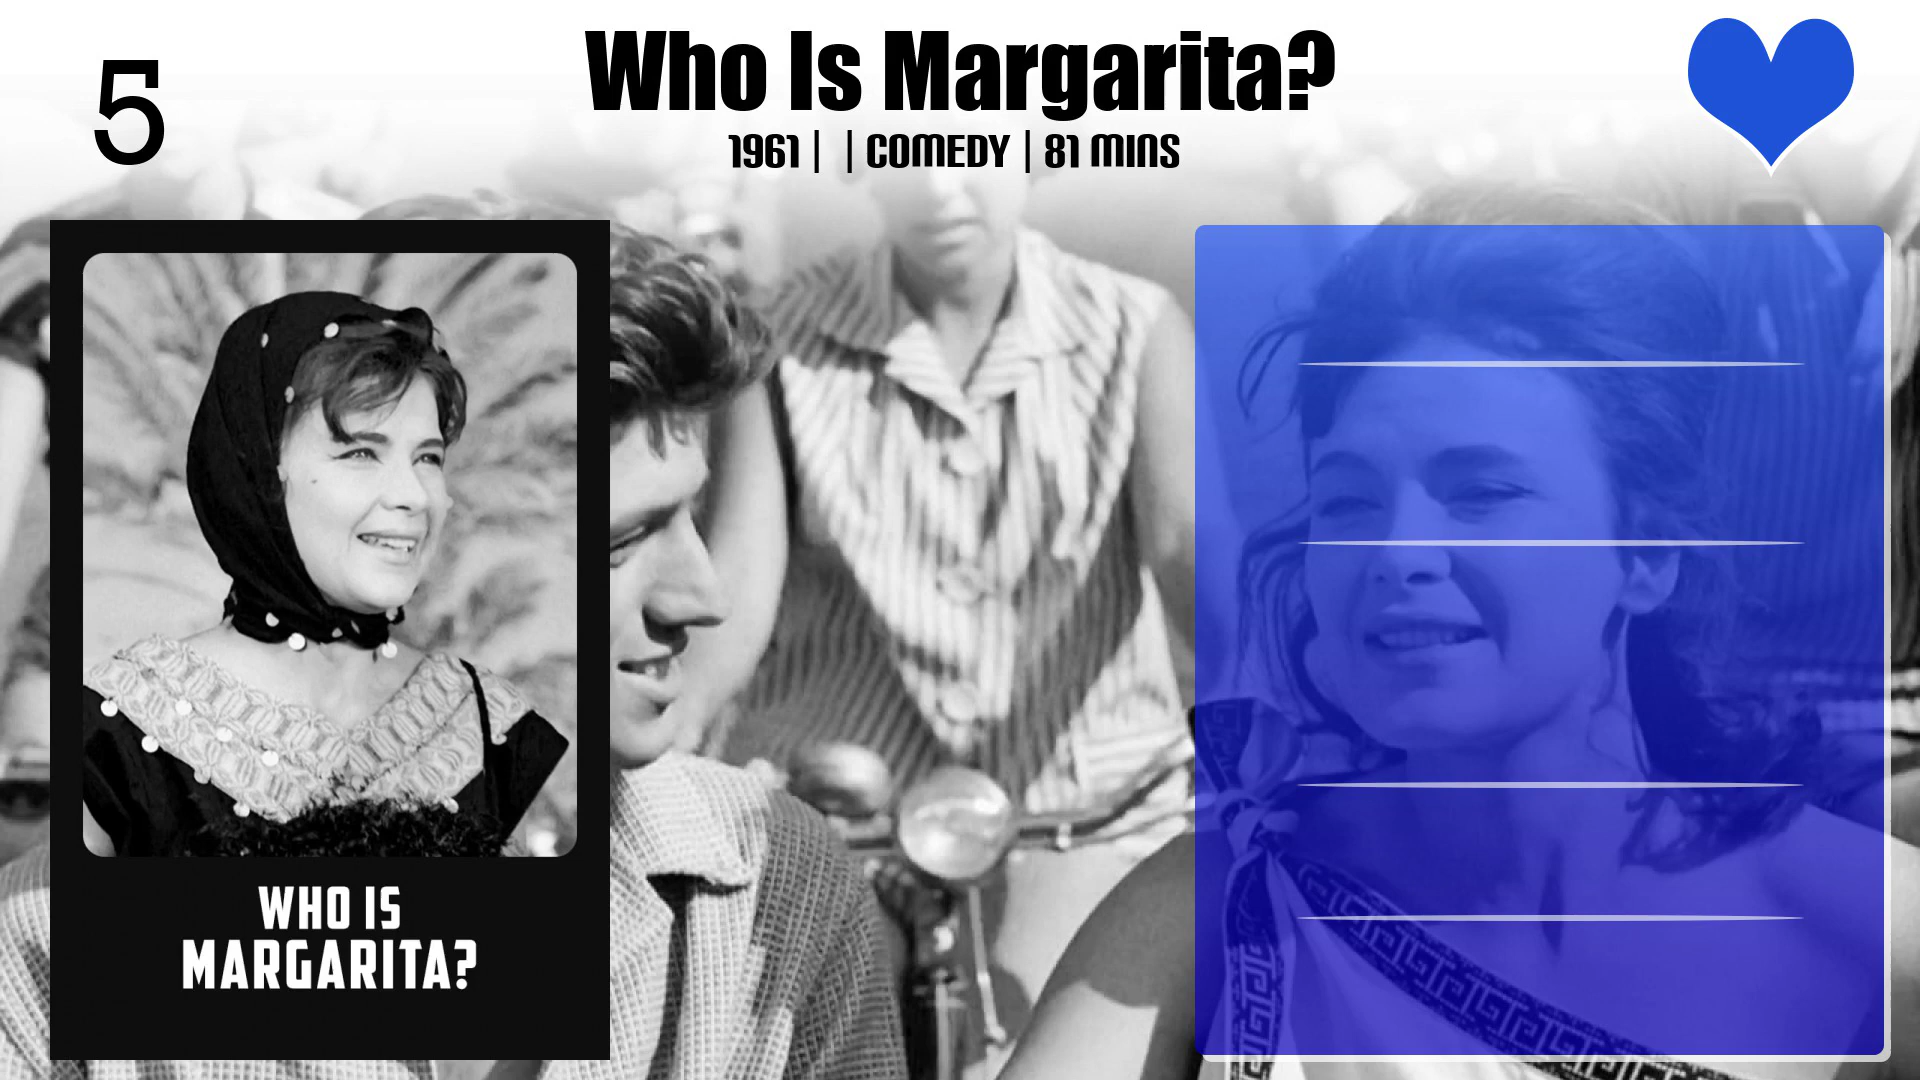 5
Who Is Margarita?
1961 | | COMEDY | 81 MINS
WHO IS
MARGARITA?